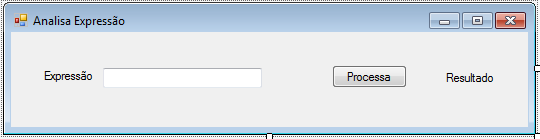 Analisa Expressão
Expressão Processa Resultado